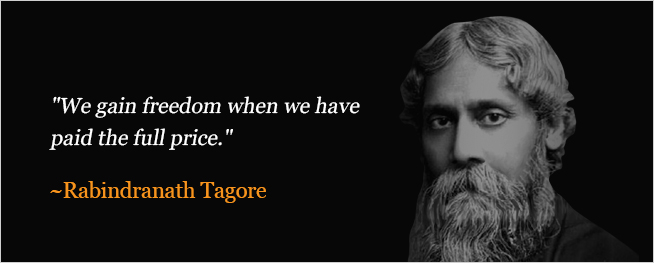 "We gain freedom when we have
paid the full price."
~Rabindranath Tagore